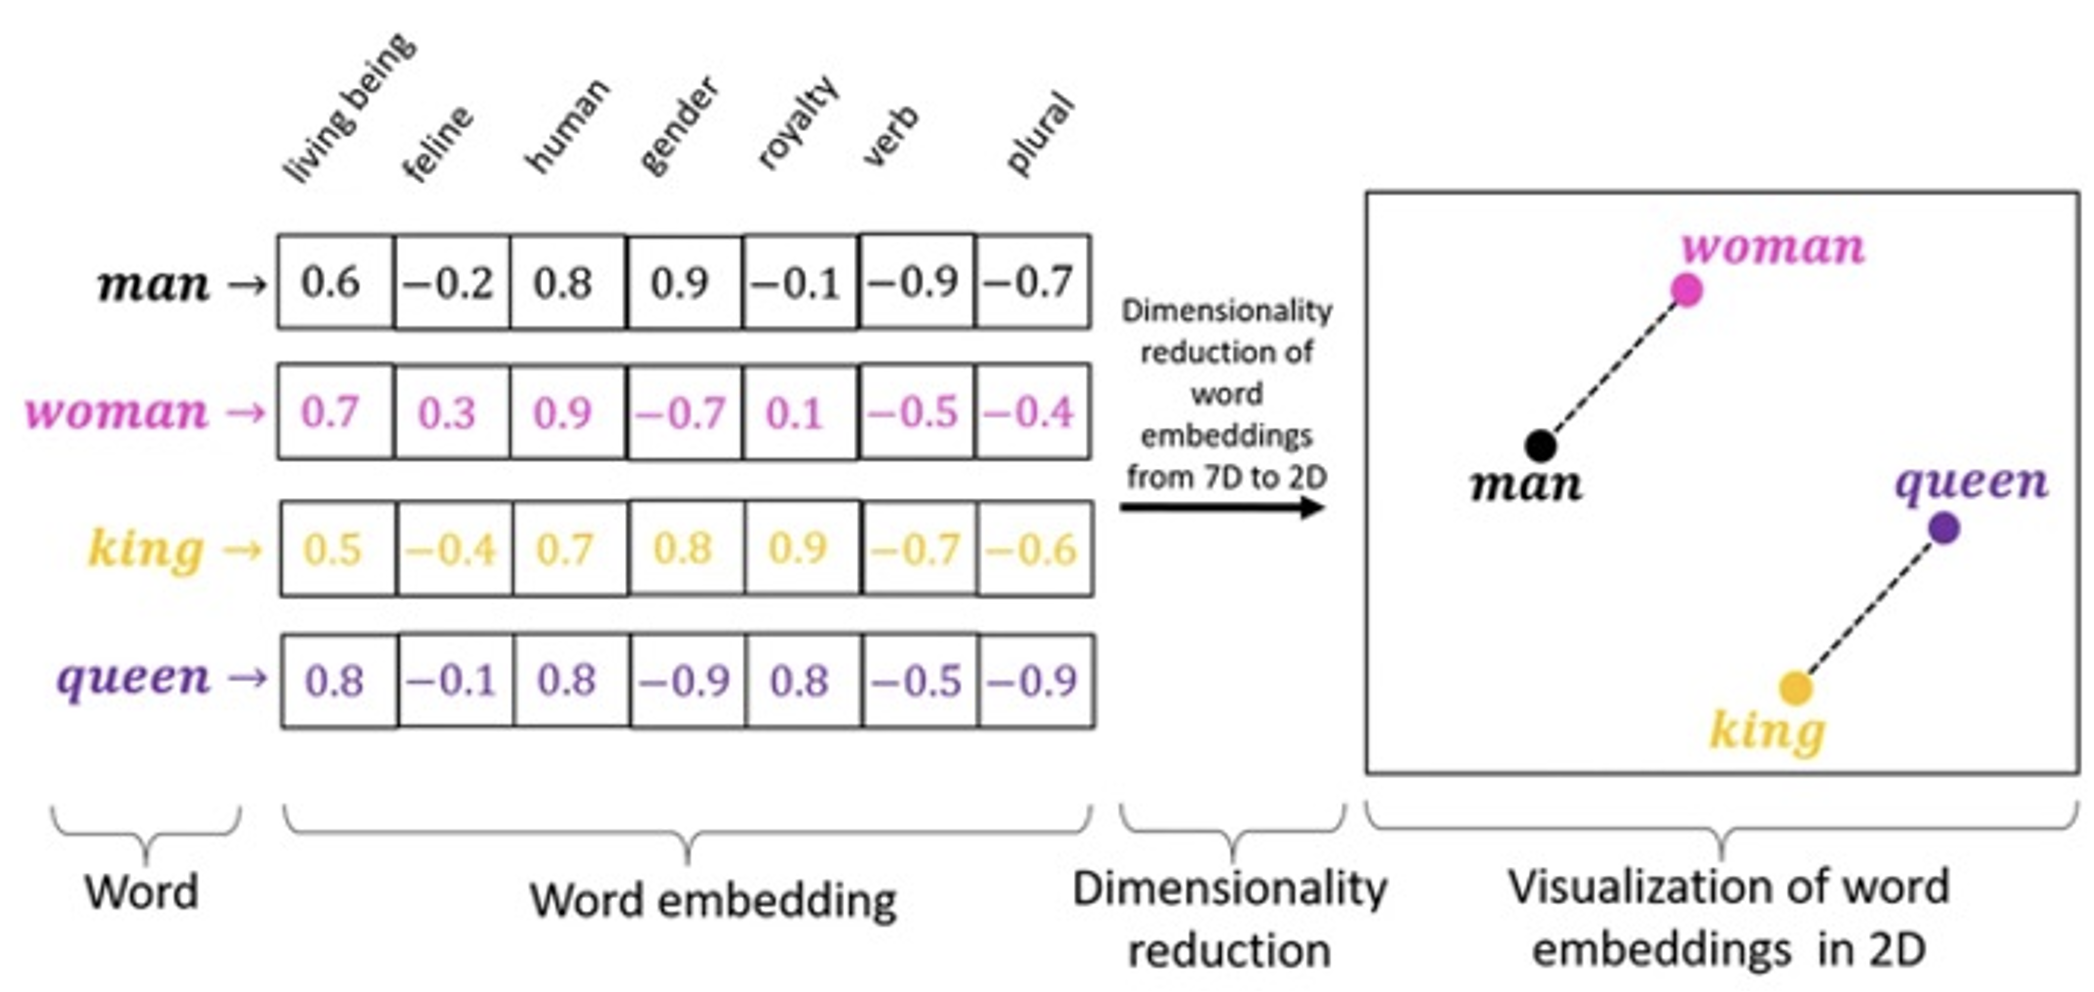 living being feline human gender royalty verb plural
man → 0.6 −0.2 0.8 0.9 −0.1 −0.9 −0.7
woman → 0.7 0.3 0.9 −0.7 0.1 −0.5 −0.4
king → 0.5 −0.4 0.7 0.8 0.9 −0.7 −0.6
queen → 0.8 −0.1 0.8 −0.9 0.8 −0.5 −0.9
Dimensionality
reduction of
word
embeddings
from 7D to 2D
woman
man
queen
king
Word
Word embedding
Dimensionality
reduction
Visualization of word
embeddings in 2D